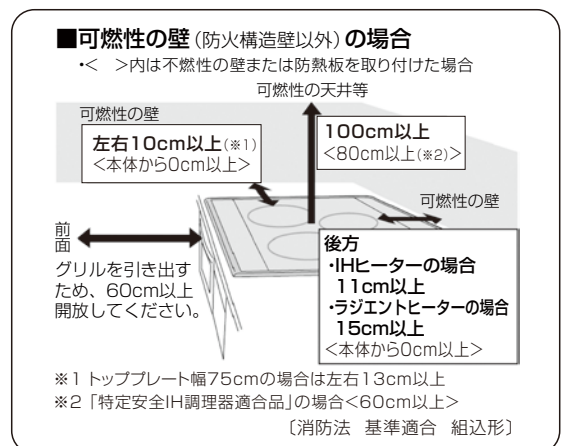 ■可燃性の壁(防火構造壁以外)の場合
・<　>内は不燃性の壁または防熱板を取り付けた場合
可燃性の天井等
可燃性の壁
左右10cm以上(※1)
<本体から0cm以上>
100cm以上
<80cm以上(※2)>
可燃性の壁
前面
グリルを引き出す
ため、60cm以上
開放してください。
後方
・IHヒーターの場合
11cm以上
・ラジエントヒーターの場合
15cm以上
<本体から0cm以上>
※1 トッププレート幅75cmの場合は左右13cm以上
※2「特定安全IH調理器適合品」の場合<60cm以上>
〔消防法 基準適合 組込形〕